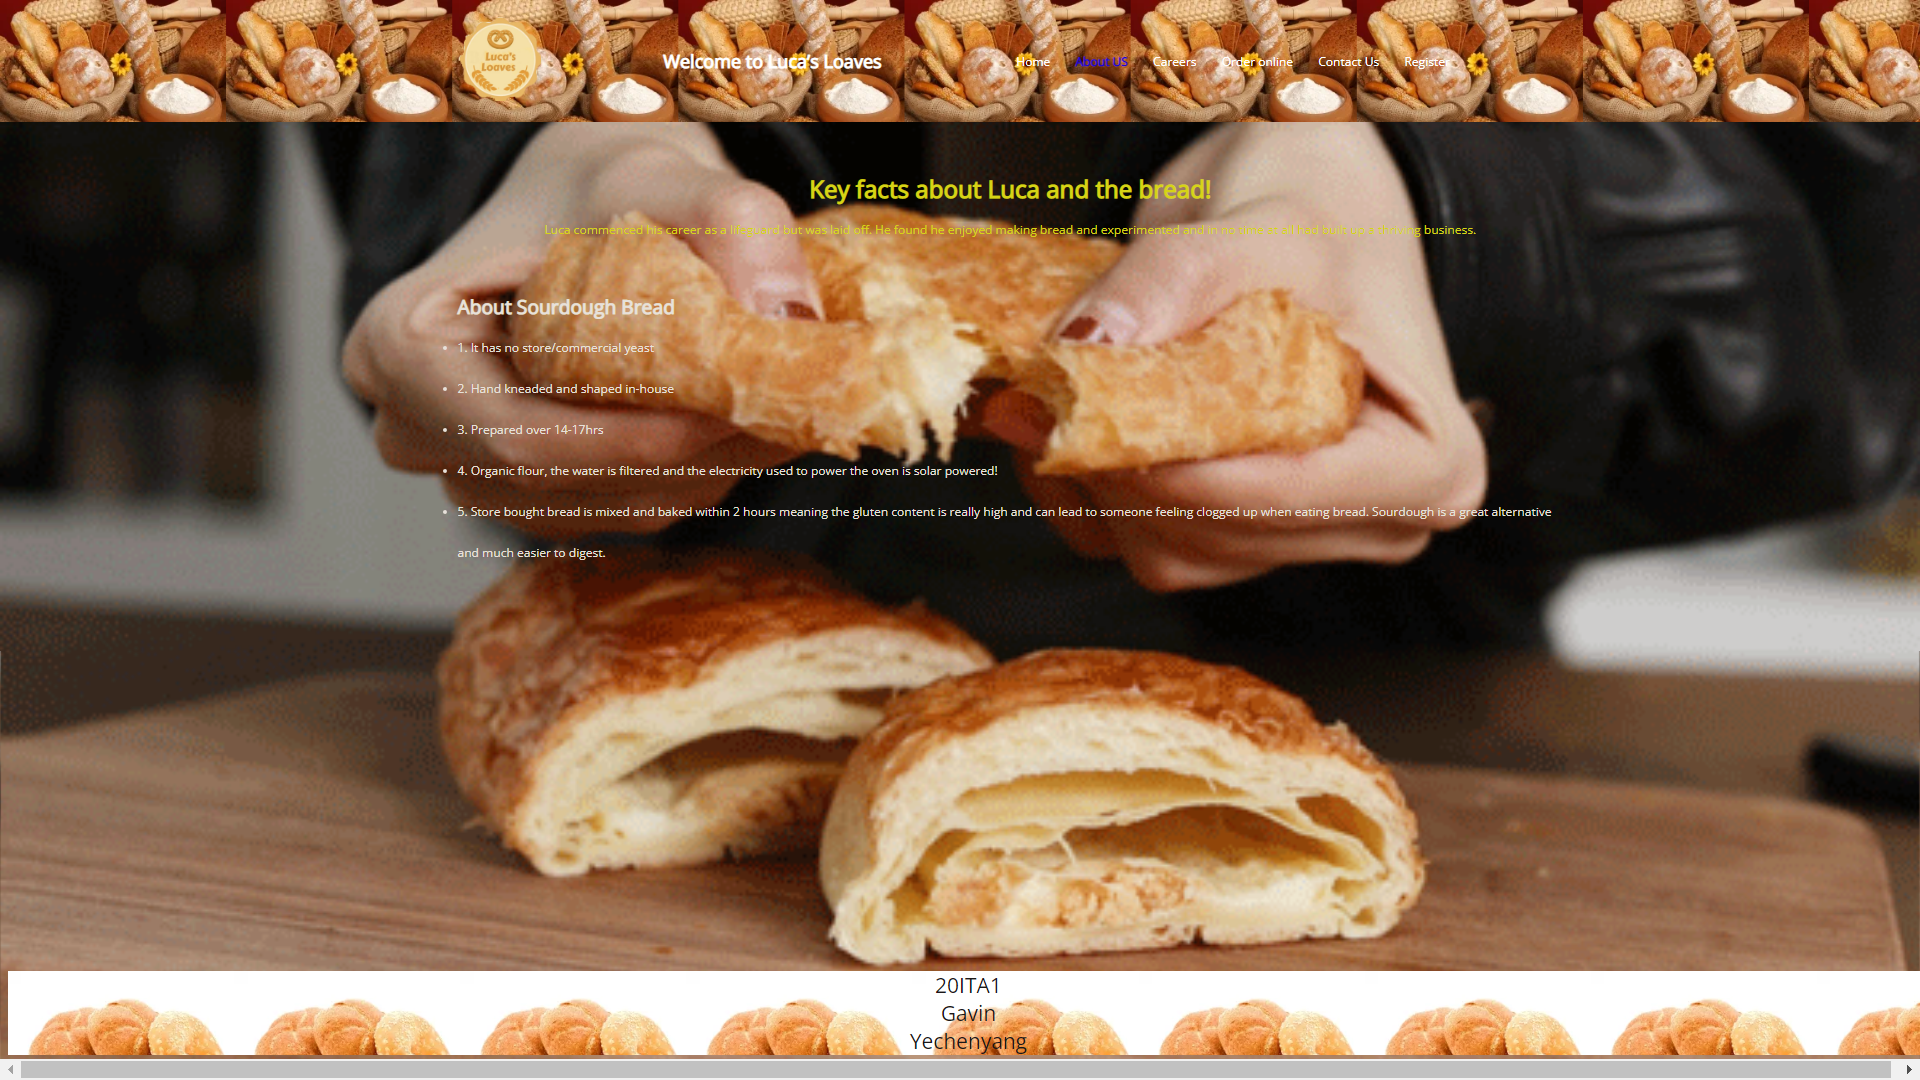 Luca's
Loaves
Welcome to Luca's Loaves
Home
About US
Careers
Order online
Contact Us
Register
Key facts about Luca and the bread!
Luca commenced his career as a lifeguard but was laid off. He found he enjoyed making bread and experimented and in no time at all had built up a thriving business.
About Sourdough Bread
• 1. It has no store/commercial yeast
• 2. Hand kneaded and shaped in-house
• 3. Prepared over 14-17hrs
• 4. Organic flour, the water is filtered and the electricity used to power the oven is solar powered!
• 5. Store bought bread is mixed and baked within 2 hours meaning the gluten content is really high and can lead to someone feeling clogged up when eating bread. Sourdough is a great alternative
and much easier to digest.
20ITA1
Gavin
Yechenyang